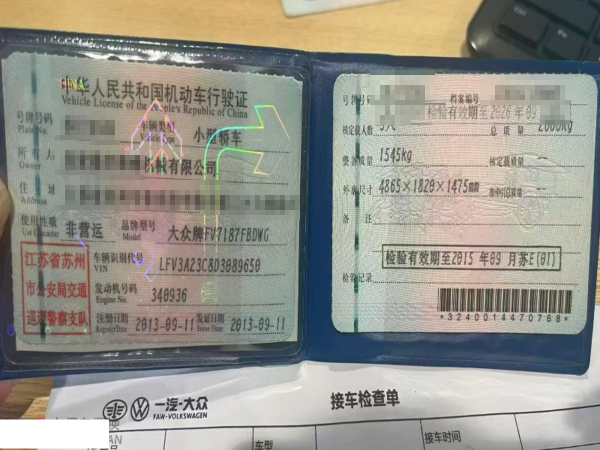 中华人民共和国机动车行驶证
Vehicle License of the People's Republic of China
号牌号码
Plate No.
车辆类型
Vehicle Type
小型轿车
所有人
Owner
机械有限公司
住址
Address
使用性质
Use Character
非营运
品牌型号
Model
大众牌FV7187FBDWG
江苏省苏州
市公安局交通
巡逻警察支队
车辆识别代号
VIN
LFV3A23C8D3089650
发动机号码
Engine No.
340936
注册日期
Register Date
2013-09-11
发证日期
Issue Date
2013-09-11
号牌号码
档案编号
检验有效期至2026年09月
核定载人数
5人
总质量
2000kg
整备质量
1545kg
核定载质量
--
外廓尺寸
4865×1820×1475mm
准牵引总质量
--
备注
检验有效期至2015年09月苏E(01)
检验记录
*3240014470768*
一汽-大众
FAW-VOLKSWAGEN
接车检查单
车型
接车时间